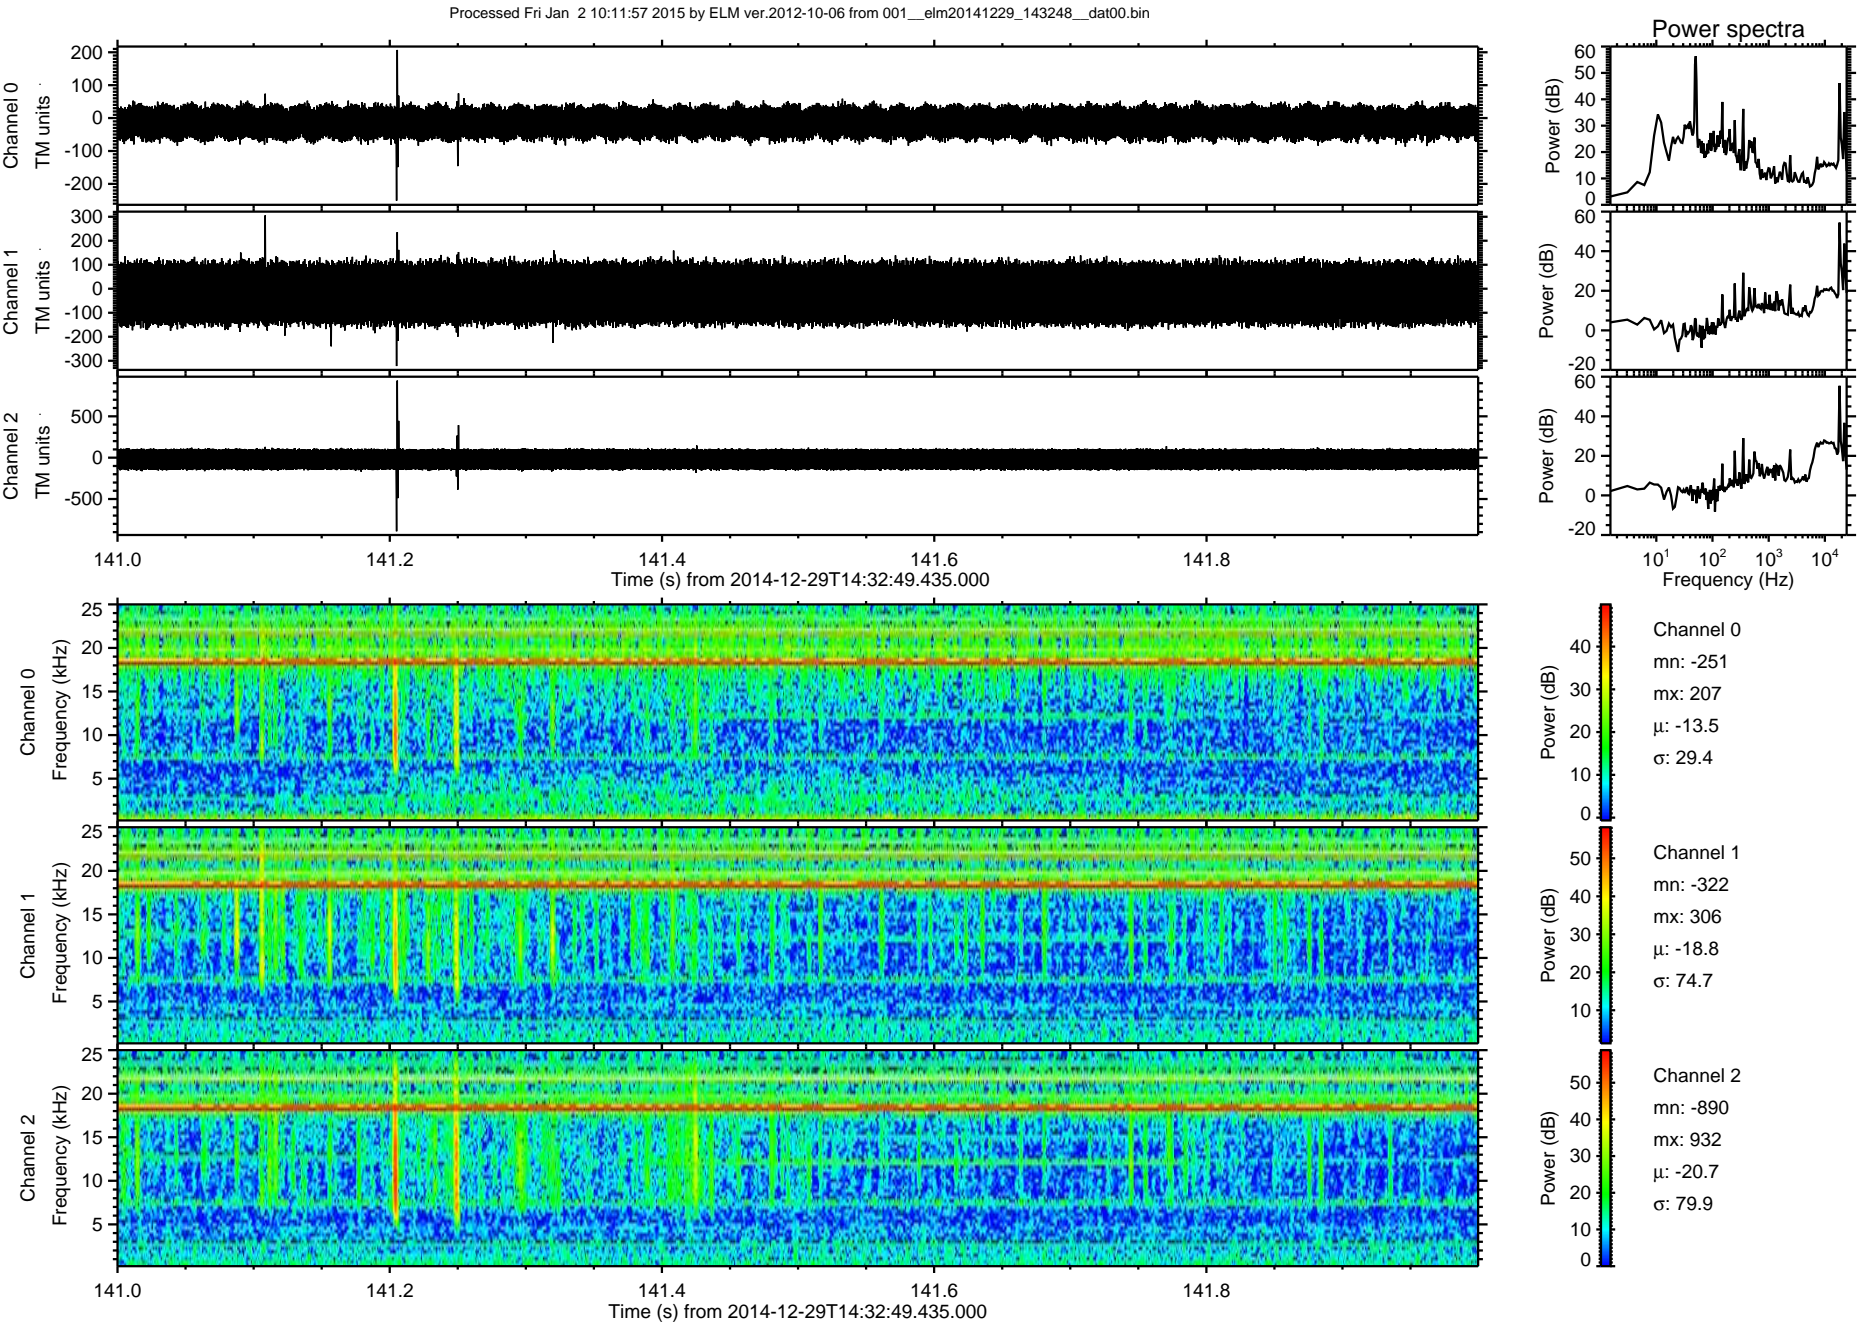 Processed Fri Jan 2 10:11:57 2015 by ELM ver.2012-10-06 from 001__elm20141229_143248__dat00.bin
Power spectra
Channel 0
TM units
200
100
0
-100
-200
Power (dB)
60
50
40
30
20
10
0
Channel 1
TM units
300
200
100
0
-100
-200
-300
Power (dB)
60
40
20
0
-20
Channel 2
TM units
500
0
-500
Power (dB)
60
40
20
0
-20
141.0 141.2 141.4 141.6 141.8
Time (s) from 2014-12-29T14:32:49.435.000
10^1 10^2 10^3 10^4
Frequency (Hz)
Channel 0
Frequency (kHz)
25
20
15
10
5
Power (dB)
40
30
20
10
0
Channel 0
mn: -251
mx: 207
μ: -13.5
σ: 29.4
Channel 1
Frequency (kHz)
25
20
15
10
5
Power (dB)
50
40
30
20
10
Channel 1
mn: -322
mx: 306
μ: -18.8
σ: 74.7
Channel 2
Frequency (kHz)
25
20
15
10
5
Power (dB)
50
40
30
20
10
0
Channel 2
mn: -890
mx: 932
μ: -20.7
σ: 79.9
141.0 141.2 141.4 141.6 141.8
Time (s) from 2014-12-29T14:32:49.435.000